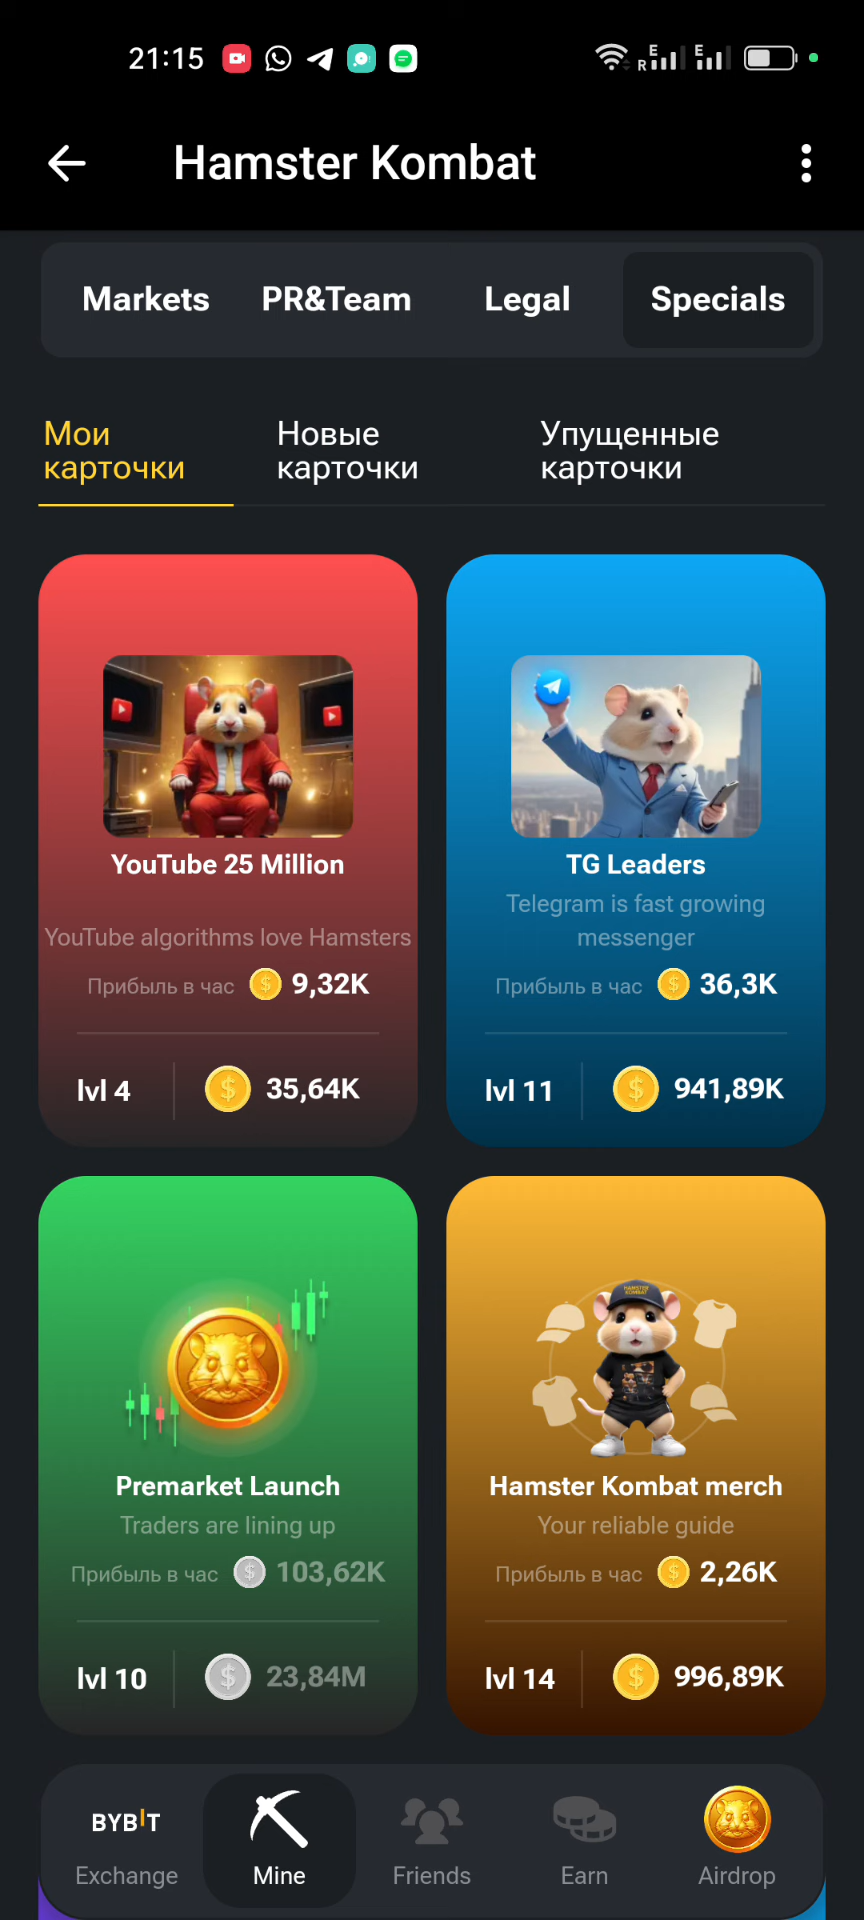 21:15
R E E
Hamster Kombat
Markets PR&Team Legal Specials
Мои карточки
Новые карточки
Упущенные карточки
YouTube 25 Million
YouTube algorithms love Hamsters
Прибыль в час 9,32K
lvl 4 35,64K
TG Leaders
Telegram is fast growing
messenger
Прибыль в час 36,3K
lvl 11 941,89K
Premarket Launch
Traders are lining up
Прибыль в час 103,62K
lvl 10 23,84M
HAMSTER
KOMBAT
Hamster Kombat merch
Your reliable guide
Прибыль в час 2,26K
lvl 14 996,89K
BYBIT
Exchange Mine Friends Earn Airdrop